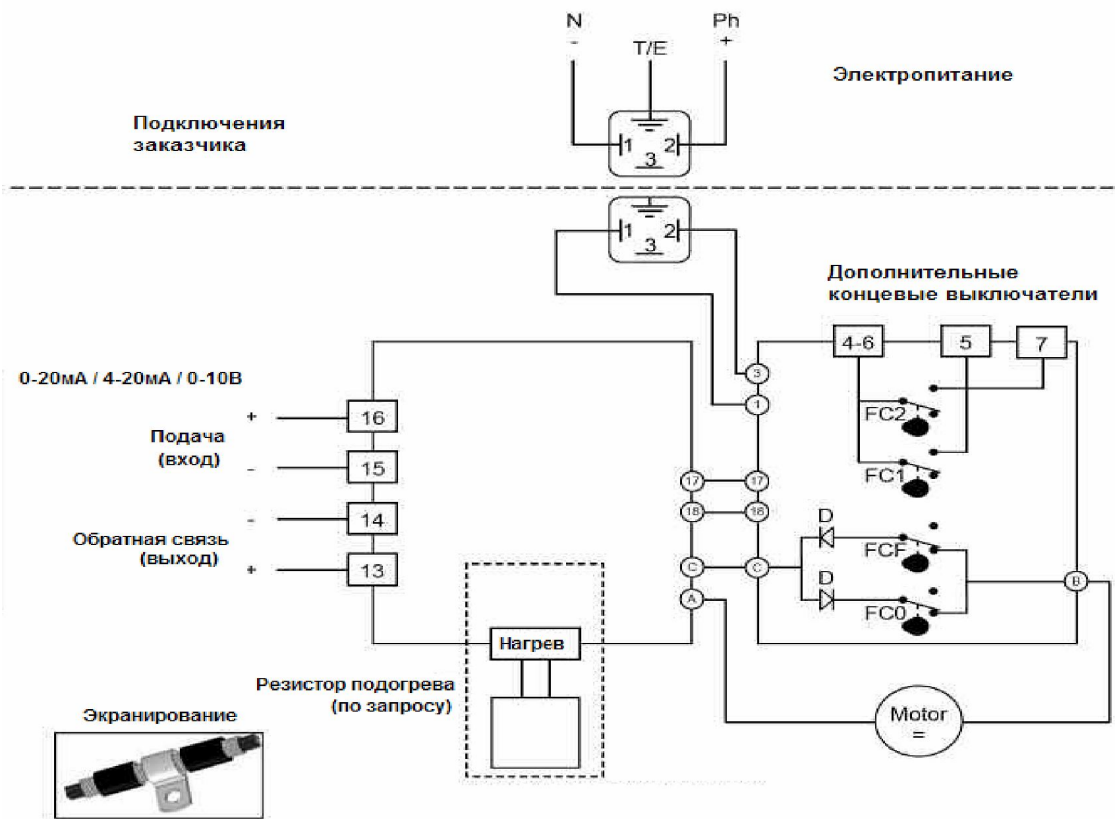 N
-
T/E
Ph
+
Электропитание
Подключения
заказчика
1
2
3
1
2
3
Дополнительные
концевые выключатели
4-6
5
7
0-20мА / 4-20мА / 0-10В
3
1
+
16
FC2
Подача
(вход)
-
15
FC1
17
17
-
14
18
18
D
Обратная связь
(выход)
FCF
+
13
C
C
B
D
A
FC0
Нагрев
Резистор подогрева
(по запросу)
Экранирование
Motor
=